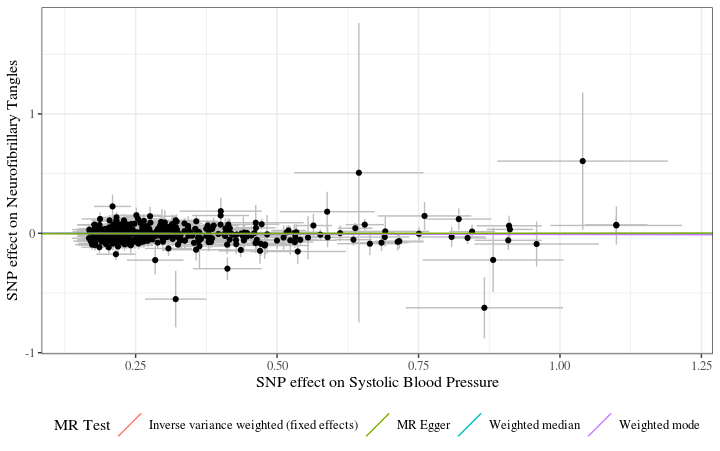 SNP effect on Neurofibrillary Tangles
1
0
-1
0.25 0.50 0.75 1.00 1.25
SNP effect on Systolic Blood Pressure
MR Test Inverse variance weighted (fixed effects) MR Egger Weighted median Weighted mode